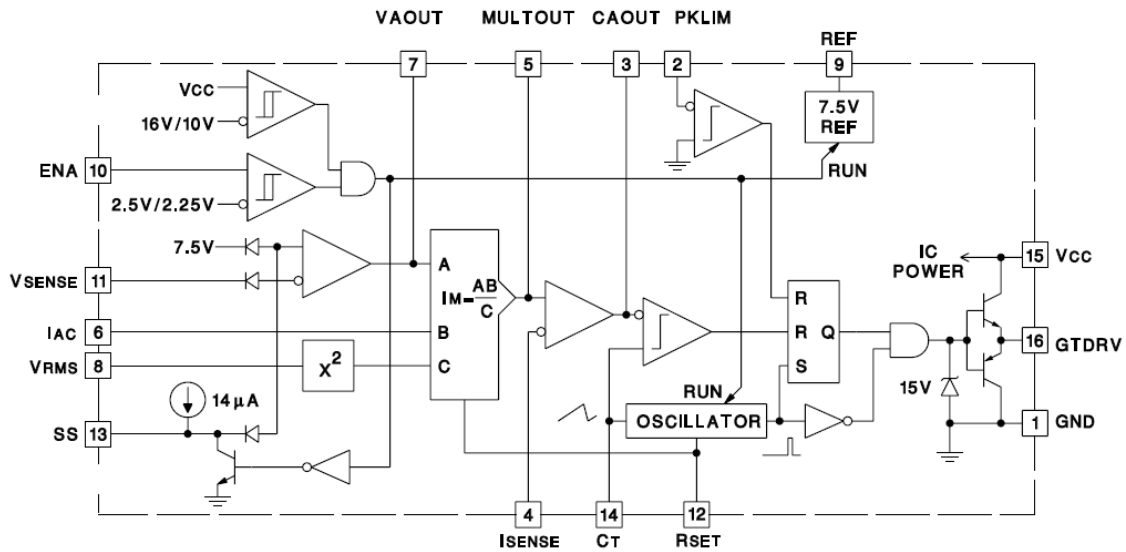 VAOUT MULTOUT CAOUT PKLIM
REF
7 5 3 2 9
VCC
16V/10V
7.5V
REF
ENA 10
RUN
2.5V/2.25V
7.5V
VSENSE 11
A
IM=AB/C
IC
POWER
15 VCC
IAC 6
B
R
R Q
16 GTDRV
VRMS 8
X²
C
S
15V
14µA
RUN
SS 13
OSCILLATOR
1 GND
4 14 12
ISENSE CT RSET